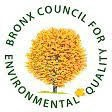 BRONX COUNCIL FOR
ENVIRONMENTAL QUALITY